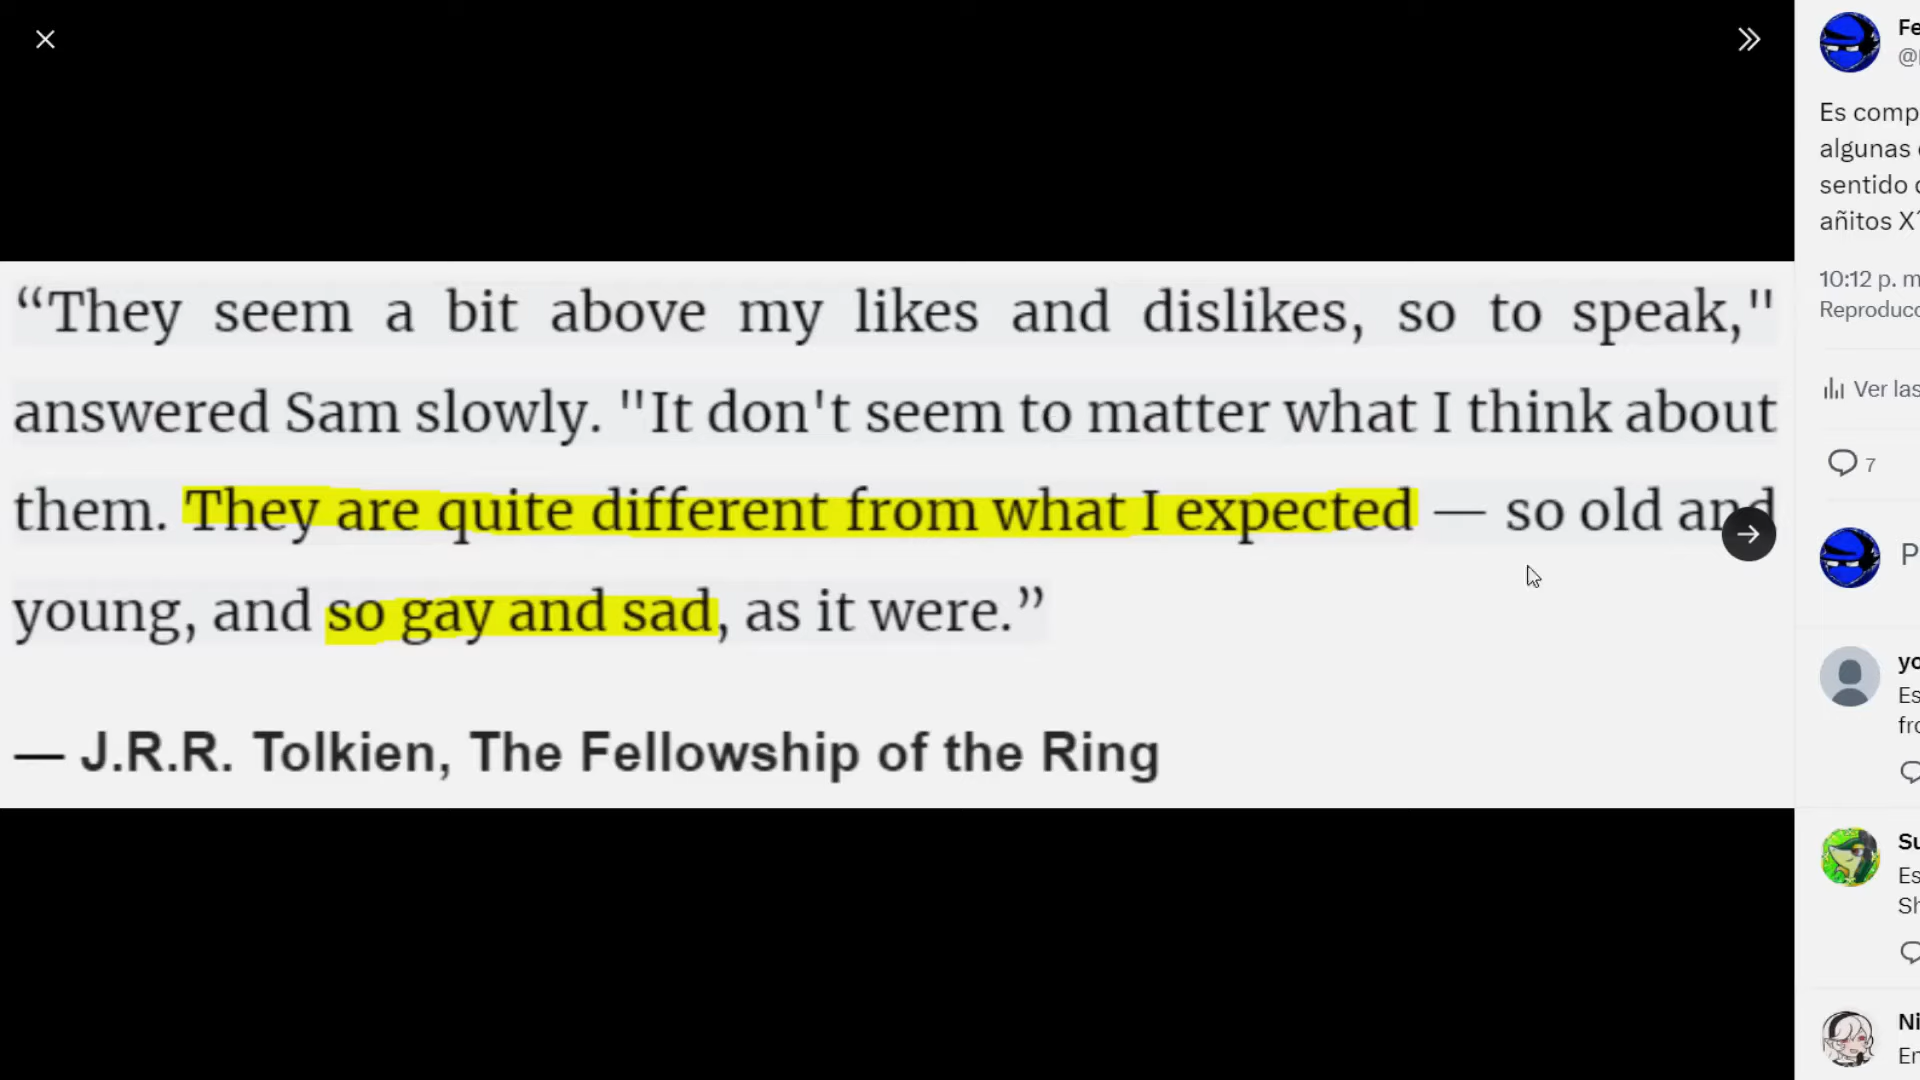 “They seem a bit above my likes and dislikes, so to speak,"
answered Sam slowly. "It don't seem to matter what I think about
them. They are quite different from what I expected — so old and
young, and so gay and sad, as it were.”
— J.R.R. Tolkien, The Fellowship of the Ring
Es comp
algunas
sentido
añitos
10:12 p.
Reproducc
Ver las
7